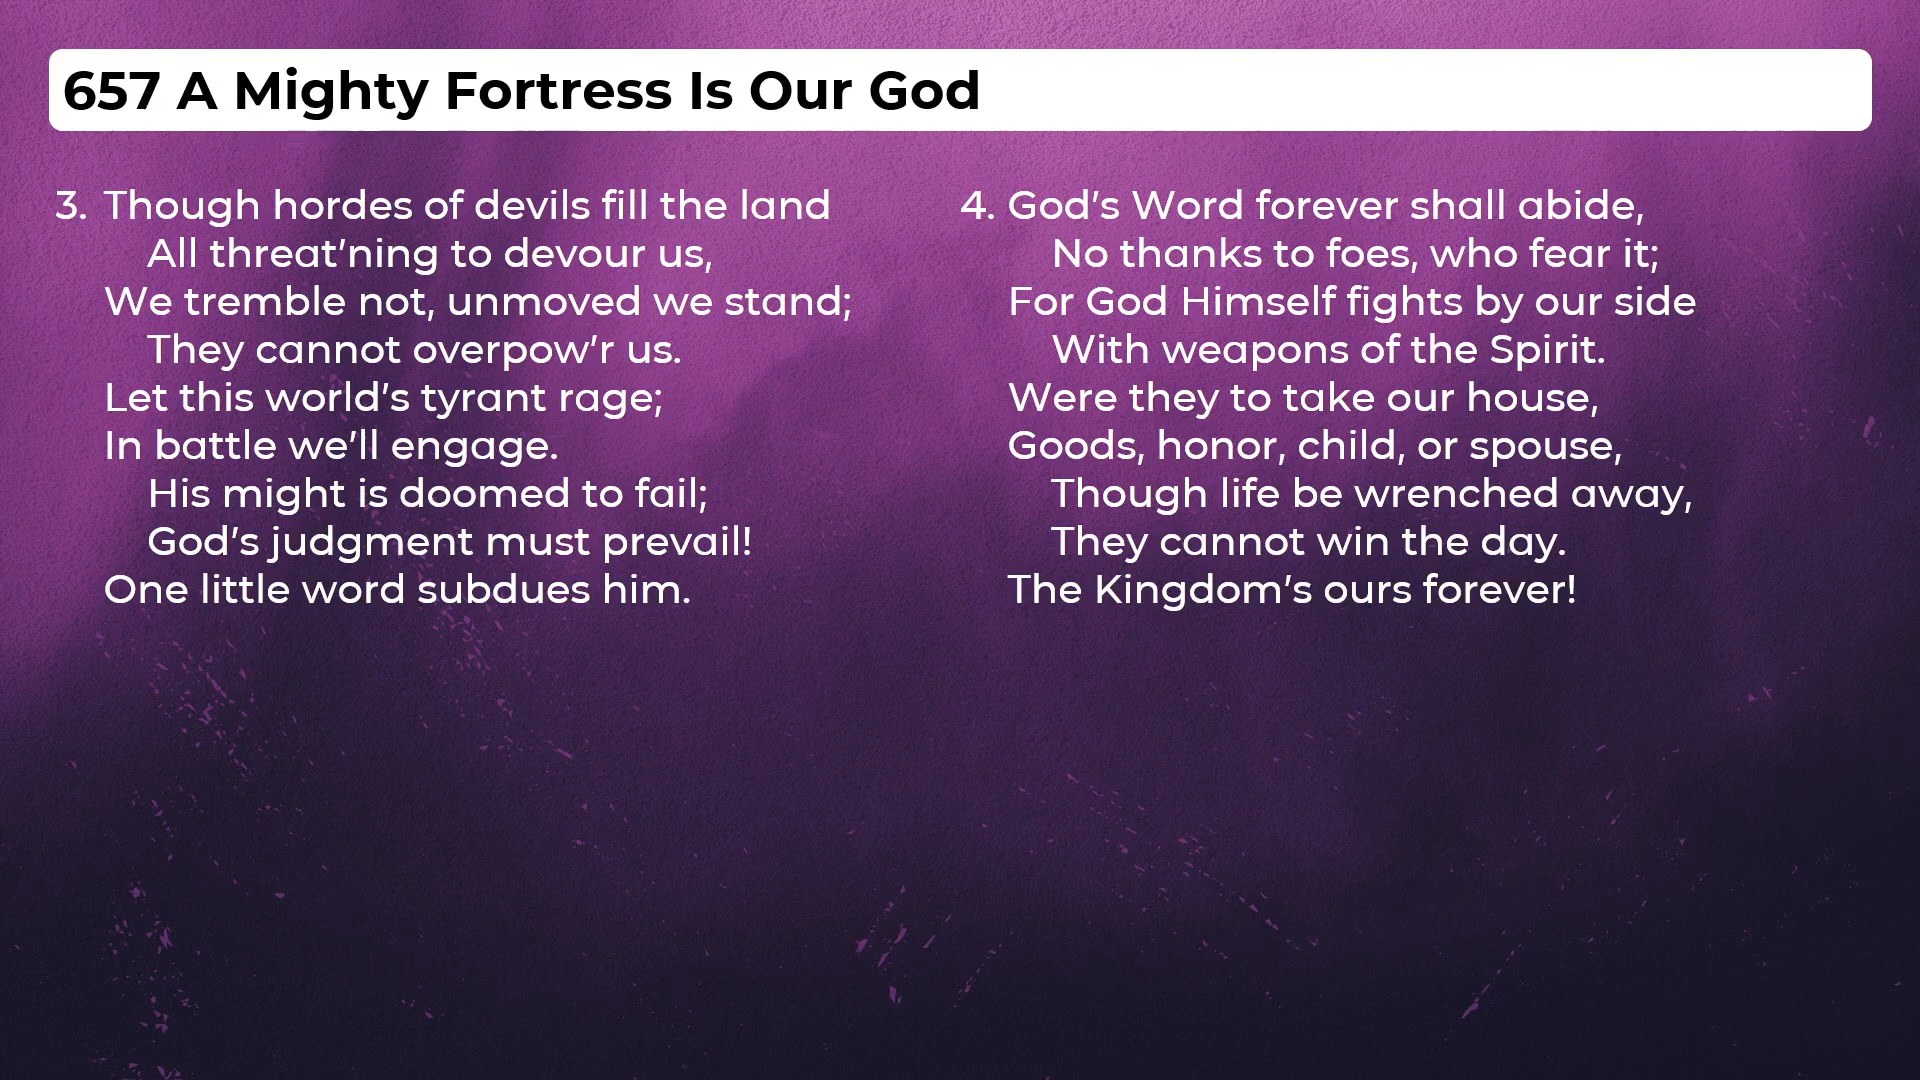 657 A Mighty Fortress Is Our God
3. Though hordes of devils fill the land
All threat'ning to devour us,
We tremble not, unmoved we stand;
They cannot overpow'r us.
Let this world's tyrant rage;
In battle we'll engage.
His might is doomed to fail;
God's judgment must prevail!
One little word subdues him.
4. God's Word forever shall abide,
No thanks to foes, who fear it;
For God Himself fights by our side
With weapons of the Spirit.
Were they to take our house,
Goods, honor, child, or spouse,
Though life be wrenched away,
They cannot win the day.
The Kingdom's ours forever!